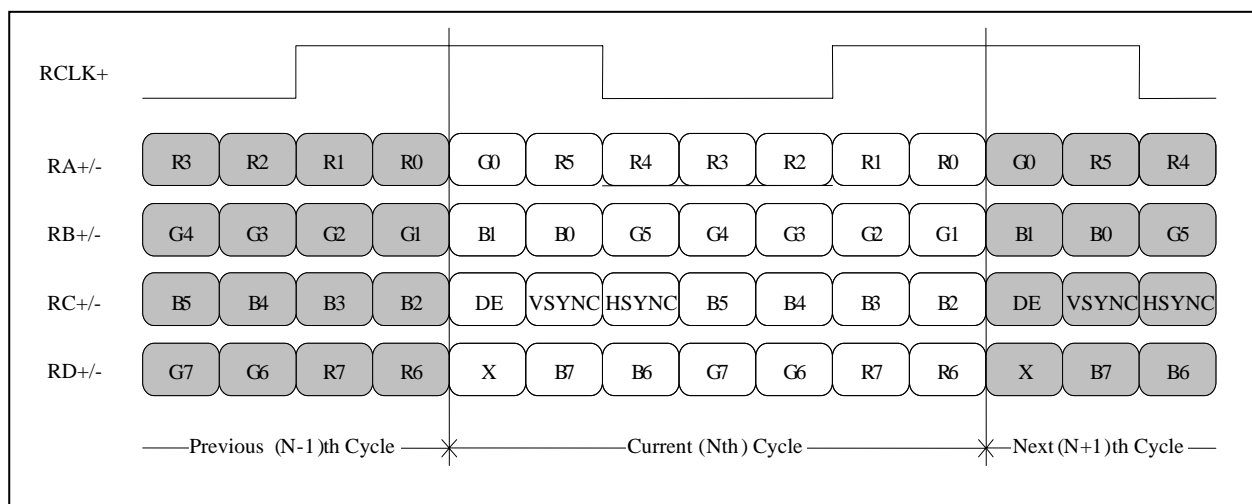 RCLK+
RA+/- R3 R2 R1 R0 G0 R5 R4 R3 R2 R1 R0 G0 R5 R4
RB+/- G4 G3 G2 G1 B1 B0 G5 G4 G3 G2 G1 B1 B0 G5
RC+/- B5 B4 B3 B2 DE VSYNC HSYNC B5 B4 B3 B2 DE VSYNC HSYNC
RD+/- G7 G6 R7 R6 X B7 B6 G7 G6 R7 R6 X B7 B6
Previous (N-1)th Cycle Current (Nth) Cycle Next (N+1)th Cycle